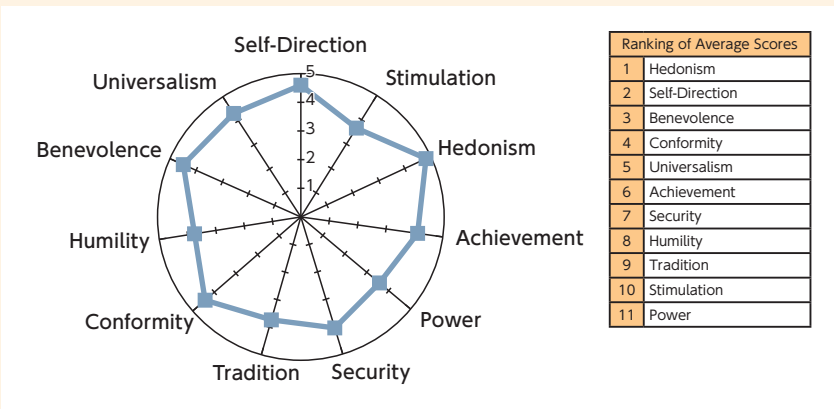 Self-Direction
Stimulation
Hedonism
Achievement
Power
Security
Tradition
Conformity
Humility
Benevolence
Universalism
5
4
3
2
1
Ranking of Average Scores
1 Hedonism
2 Self-Direction
3 Benevolence
4 Conformity
5 Universalism
6 Achievement
7 Security
8 Humility
9 Tradition
10 Stimulation
11 Power